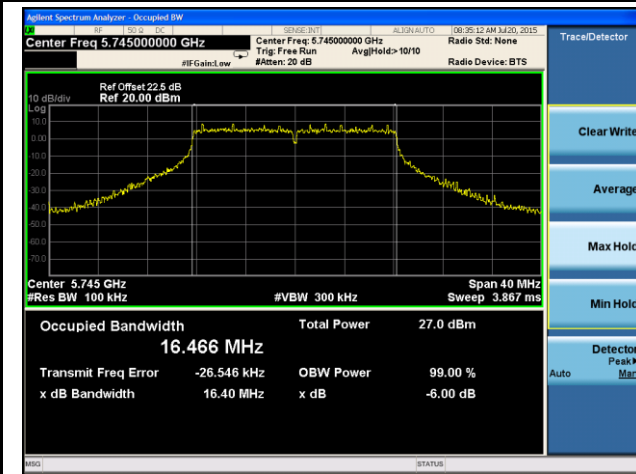 Agilent Spectrum Analyzer - Occupied BW
RF 50 Ω DC SENSE:INT ALIGN AUTO 08:35:12 AM Jul 20, 2015
Center Freq 5.745000000 GHz
Center Freq: 5.745000000 GHz
Radio Std: None
Trig: Free Run Avg|Hold:>10/10
#IFGain:Low #Atten: 20 dB Radio Device: BTS
Trace/Detector
Ref Offset 22.5 dB
10 dB/div Ref 20.00 dBm
Log
10.0
0.00
-10.0
-20.0
-30.0
-40.0
-50.0
-60.0
-70.0
Center 5.745 GHz Span 40 MHz
#Res BW 100 kHz #VBW 300 kHz Sweep 3.867 ms
Occupied Bandwidth Total Power 27.0 dBm
16.466 MHz
Transmit Freq Error -26.546 kHz OBW Power 99.00 %
x dB Bandwidth 16.40 MHz x dB -6.00 dB
Clear Write
Average
Max Hold
Min Hold
Detector
Peak
Auto Man
MSG STATUS